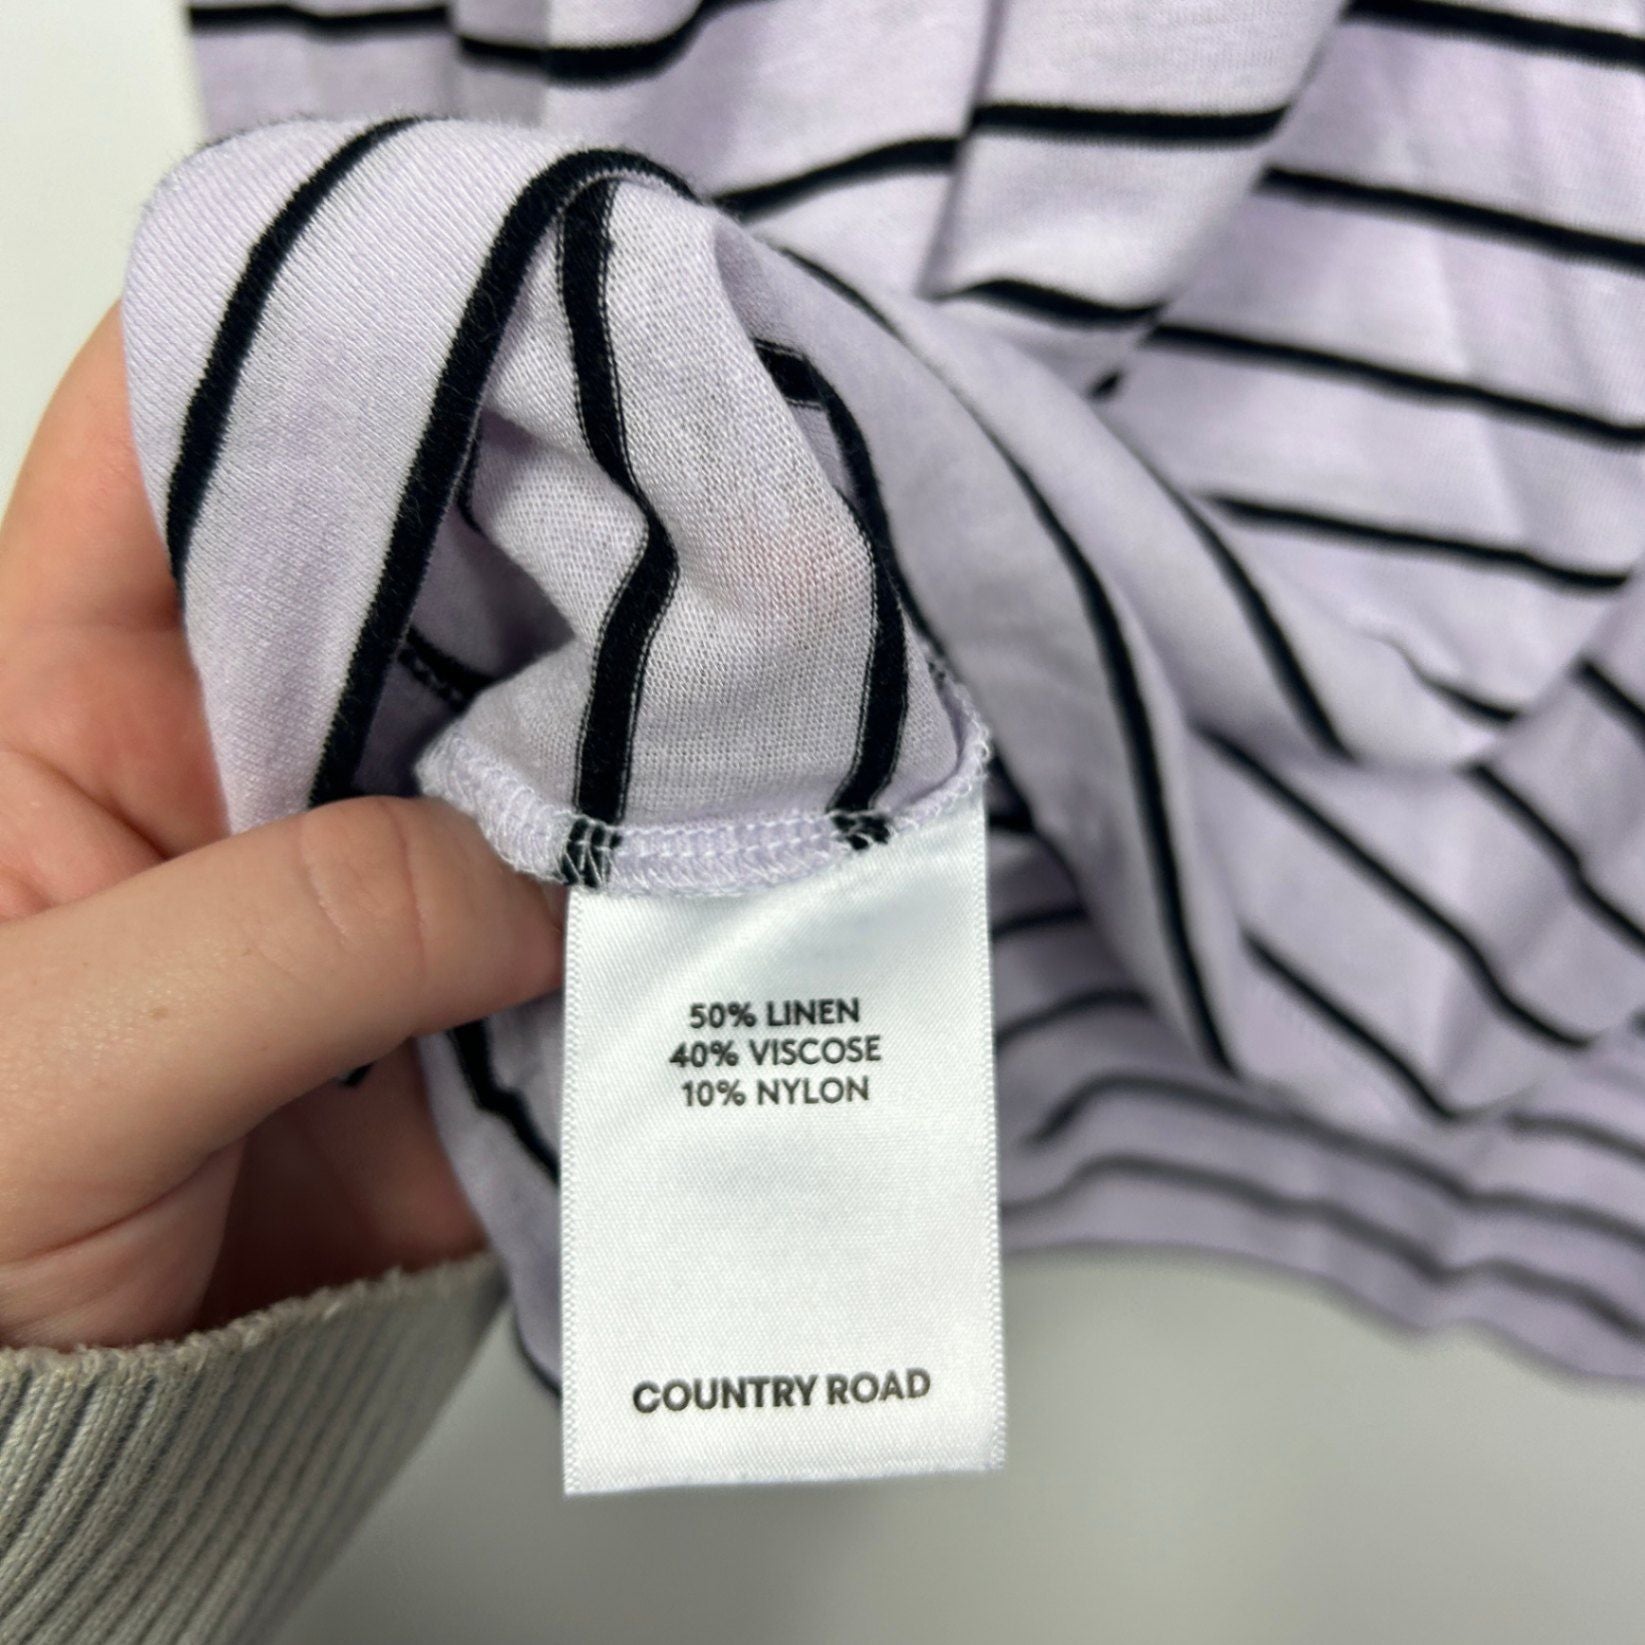 50% LINEN
40% VISCOSE
10% NYLON
COUNTRY ROAD